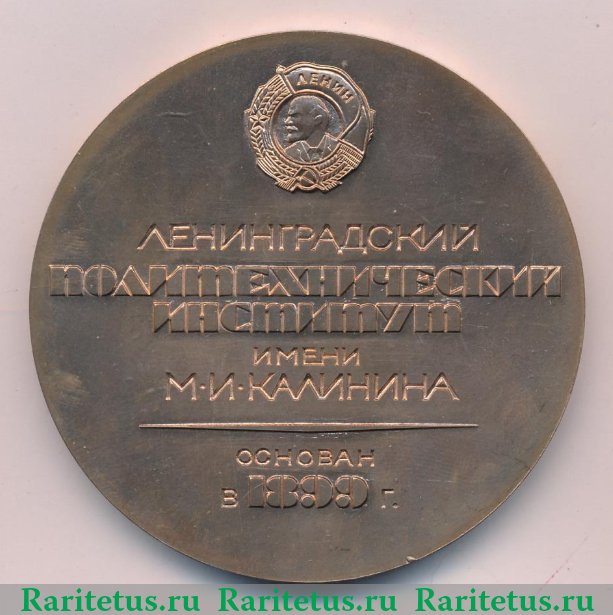 ЛЕНИН
ЛЕНИНГРАДСКИЙ
ПОЛИТЕХНИЧЕСКИЙ
ИНСТИТУТ
ИМЕНИ
М·И·КАЛИНИНА
ОСНОВАН
В 1899 Г.
Raritetus.ru Raritetus.ru Raritetus.ru